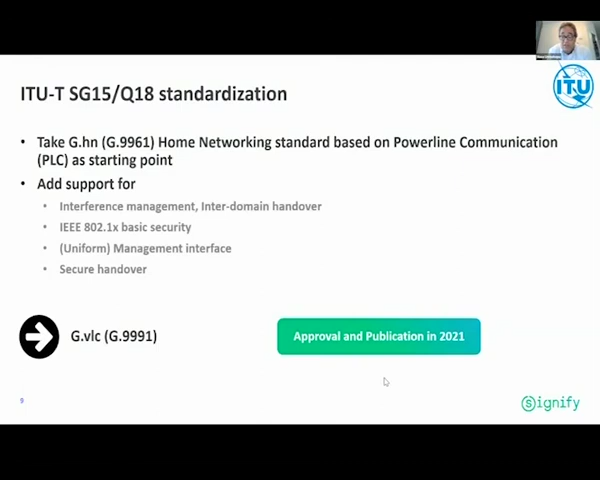 ITU-T SG15/Q18 standardization
ITU
• Take G.hn (G.9961) Home Networking standard based on Powerline Communication
(PLC) as starting point
• Add support for
• Interference management, Inter-domain handover
• IEEE 802.1x basic security
• (Uniform) Management interface
• Secure handover
G.vlc (G.9991)
Approval and Publication in 2021
Signify